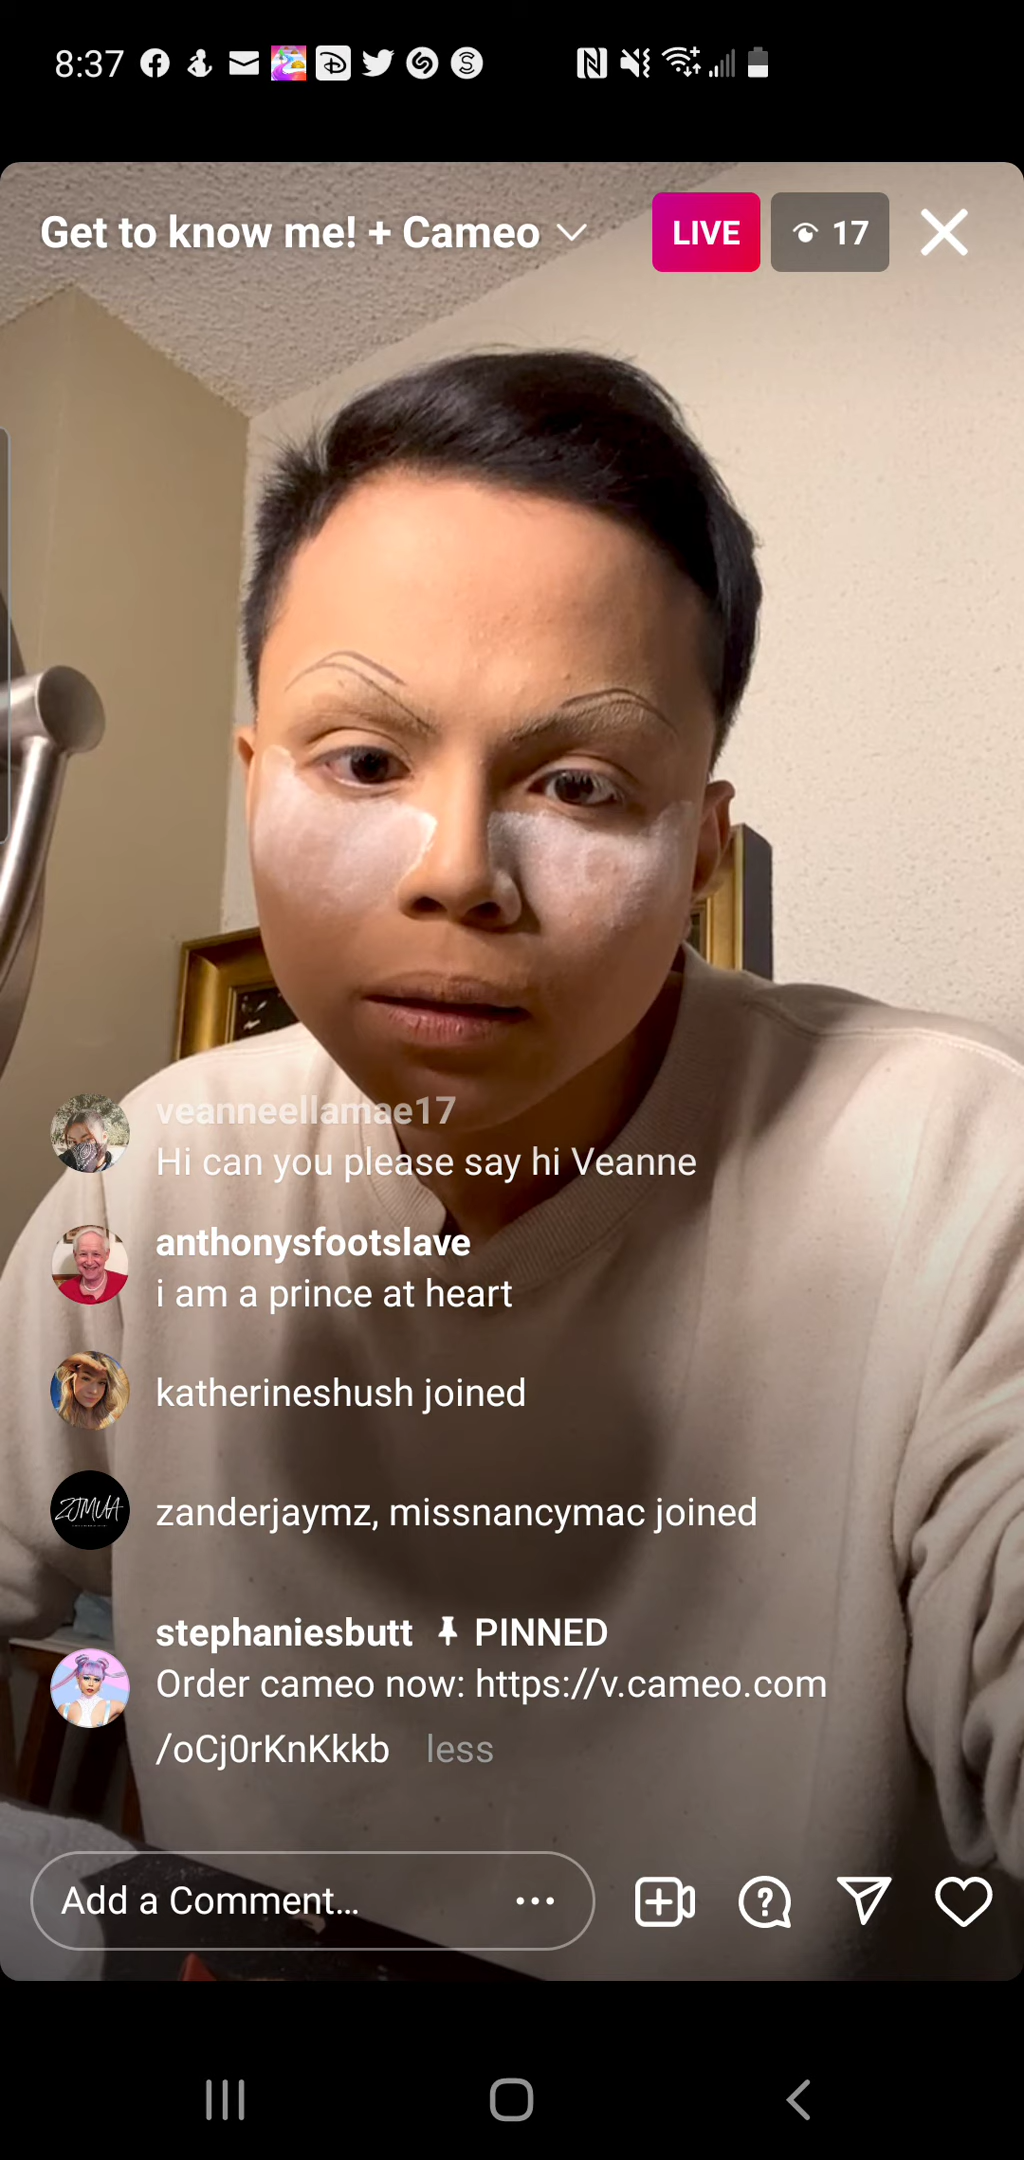 8:37
Get to know me! + Cameo
LIVE
17
veanneellamae17
Hi can you please say hi Veanne
anthonysfootslave
i am a prince at heart
katherineshush joined
ZJMUA
zanderjaymz, missnancymac joined
stephaniesbutt PINNED
Order cameo now: https://v.cameo.com
/oCj0rKnKkkb less
Add a Comment...